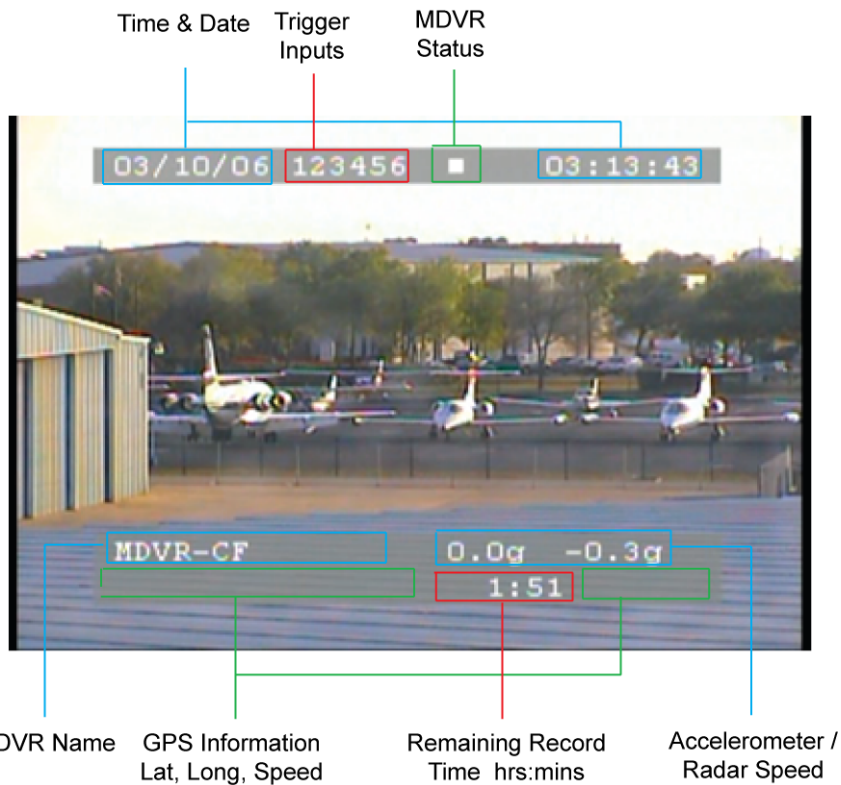 Time & Date
Trigger
Inputs
MDVR
Status
03/10/06 123456 03:13:43
MDVR-CF 0.0g -0.3g
1:51
DVR Name
GPS Information
Lat, Long, Speed
Remaining Record
Time hrs:mins
Accelerometer /
Radar Speed